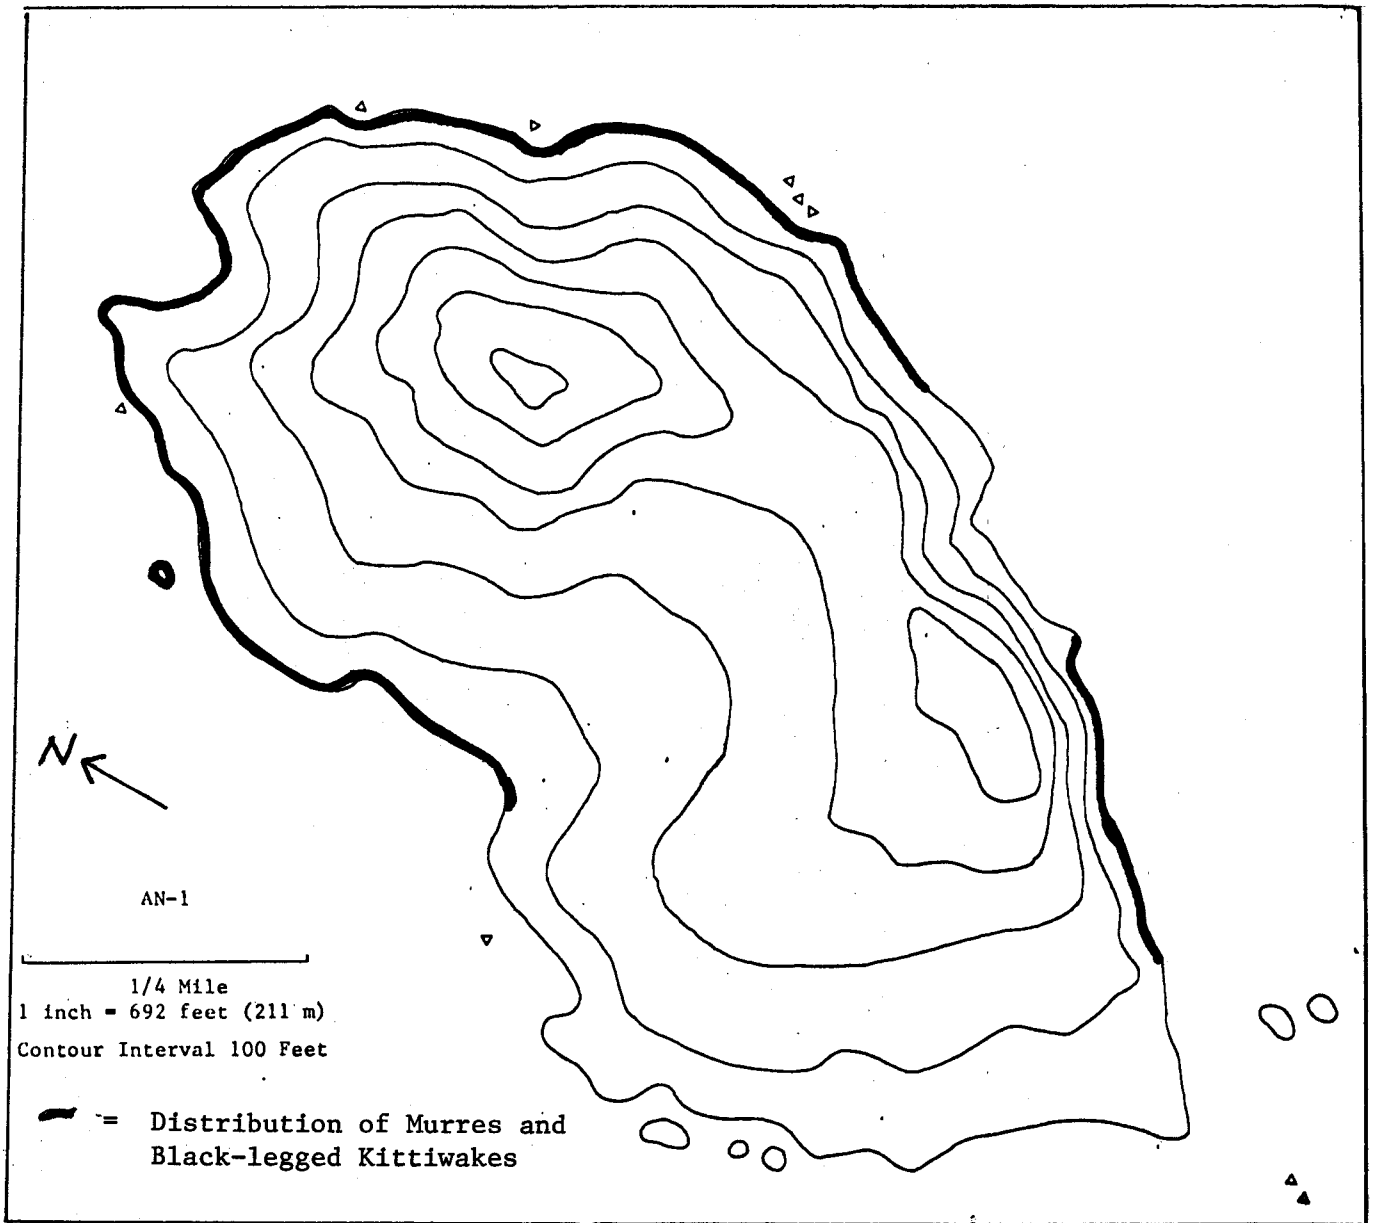 N
AN-1
1/4 Mile
1 inch = 692 feet (211 m)
Contour Interval 100 Feet
= Distribution of Murres and
Black-legged Kittiwakes